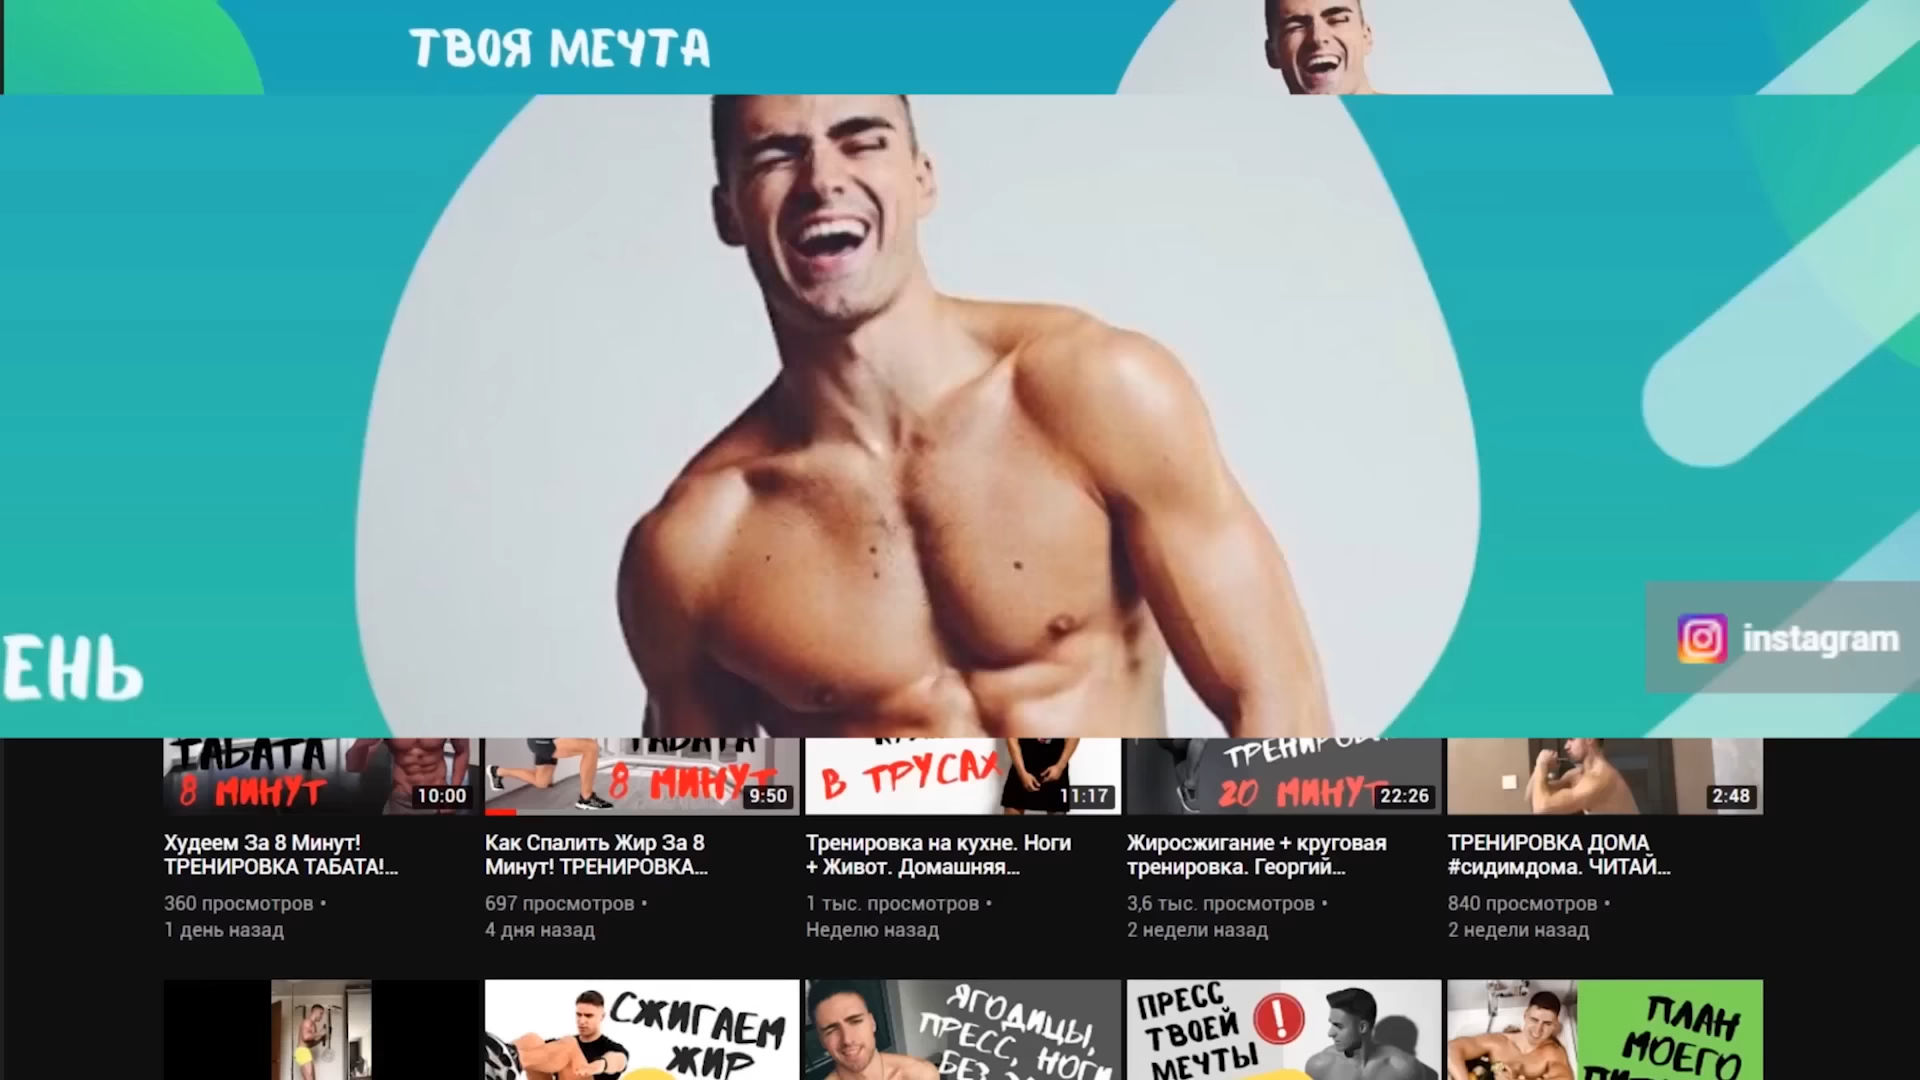 ТВОЯ МЕЧТА
ЕНЬ
instagram
ТАБАТА
8 МИНУТ
10:00
ТАБАТА
8 МИНУТ
9:50
В ТРУСАХ
11:17
20 МИНУТ
22:26
2:48
Худеем За 8 Минут!
ТРЕНИРОВКА ТАБАТА!...
360 просмотров •
1 день назад
Как Спалить Жир За 8
Минут! ТРЕНИРОВКА...
697 просмотров •
4 дня назад
Тренировка на кухне. Ноги
+ Живот. Домашняя...
1 тыс. просмотров •
Неделю назад
Жиросжигание + круговая
тренировка. Георгий...
3,6 тыс. просмотров •
2 недели назад
ТРЕНИРОВКА ДОМА
#сидимдома. ЧИТАЙ...
840 просмотров •
2 недели назад
СЖИГАЕМ
ЖИР
ЯГОДИЦЫ,
ПРЕСС, НОГИ
БЕЗ
ПРЕСС
ТВОЕЙ
МЕЧТЫ
ПЛАН
МОЕГО